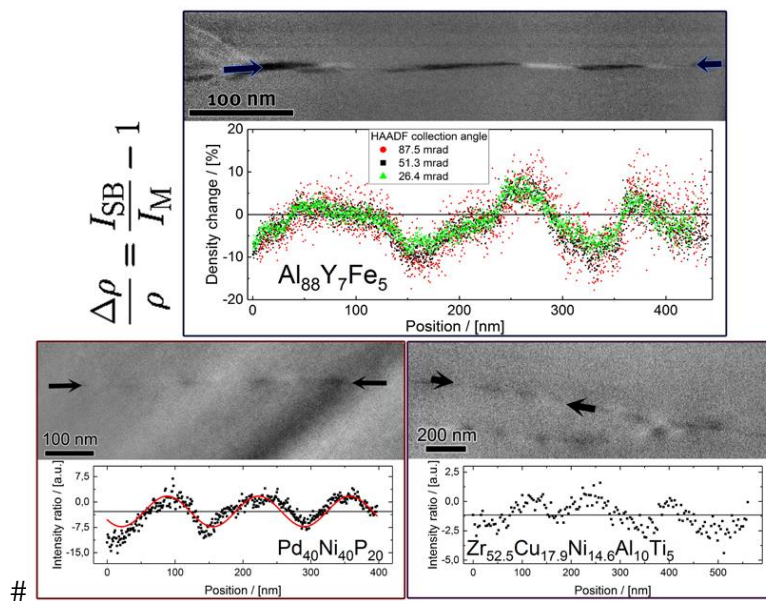 100 nm
Δρ/ρ = I_SB/I_M − 1
HAADF collection angle
87.5 mrad
51.3 mrad
26.4 mrad
Density change / [%]
20
10
0
-10
-20
Al₈₈Y₇Fe₅
0 100 200 300 400
Position / [nm]
100 nm
Intensity ratio / [a.u.]
7,5
0,0
-7,5
-15,0
Pd₄₀Ni₄₀P₂₀
0 100 200 300 400
Position / [nm]
200 nm
Intensity ratio / [a.u.]
2,5
0,0
-2,5
-5,0
Zr₅₂.₅Cu₁₇.₉Ni₁₄.₆Al₁₀Ti₅
0 100 200 300 400 500
Position / [nm]
#